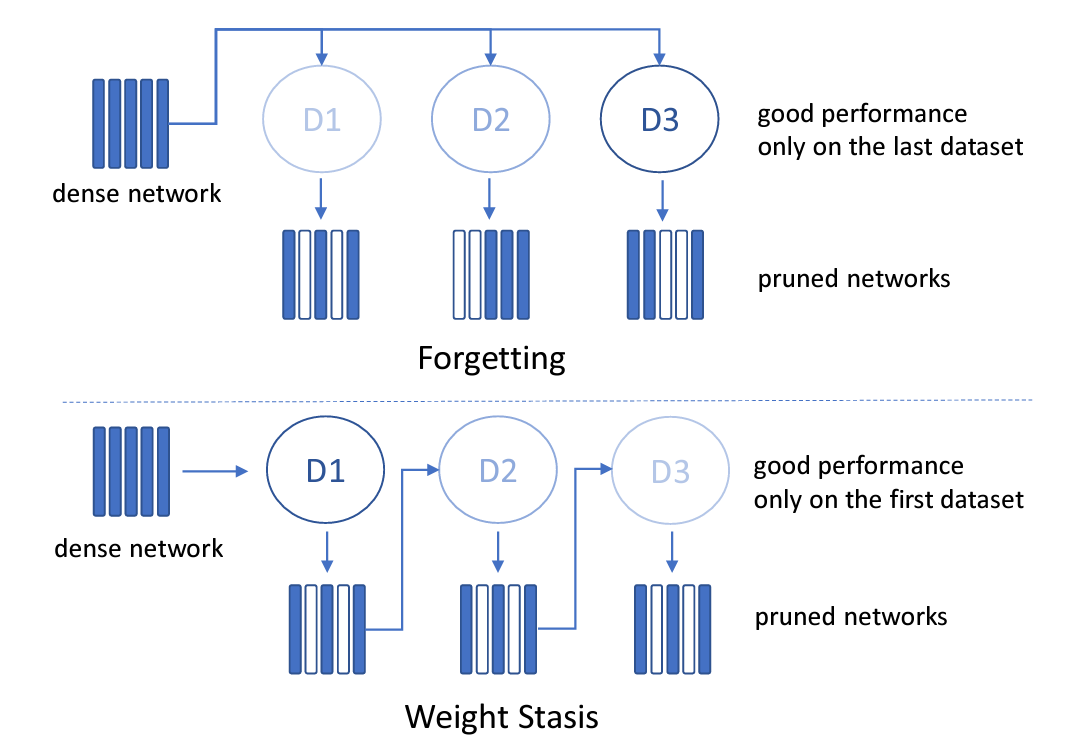 D1
D2
D3
good performance
only on the last dataset
dense network
pruned networks
Forgetting
D1
D2
D3
good performance
only on the first dataset
dense network
pruned networks
Weight Stasis